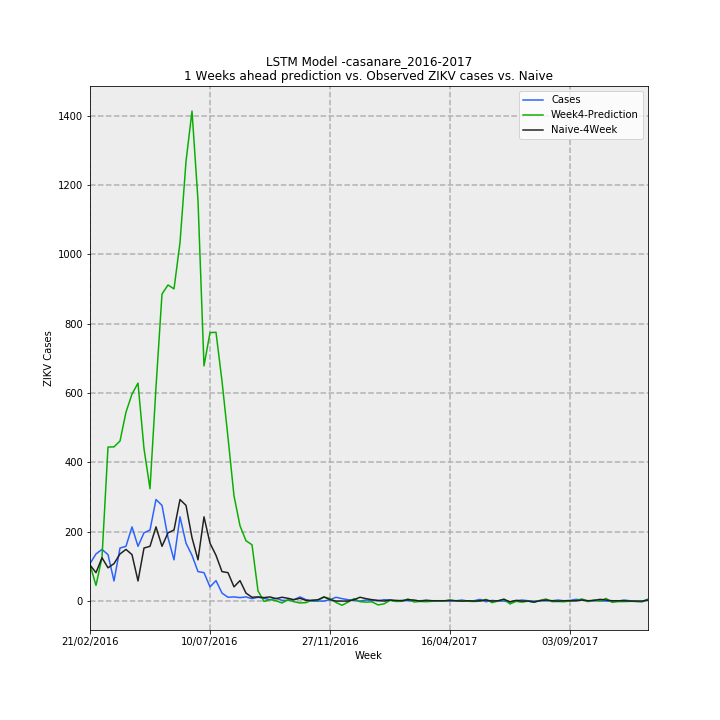 LSTM Model -casanare_2016-2017
1 Weeks ahead prediction vs. Observed ZIKV cases vs. Naive
Cases
Week4-Prediction
Naive-4Week
1400
1200
1000
800
600
400
200
0
ZIKV Cases
21/02/2016
10/07/2016
27/11/2016
16/04/2017
03/09/2017
Week